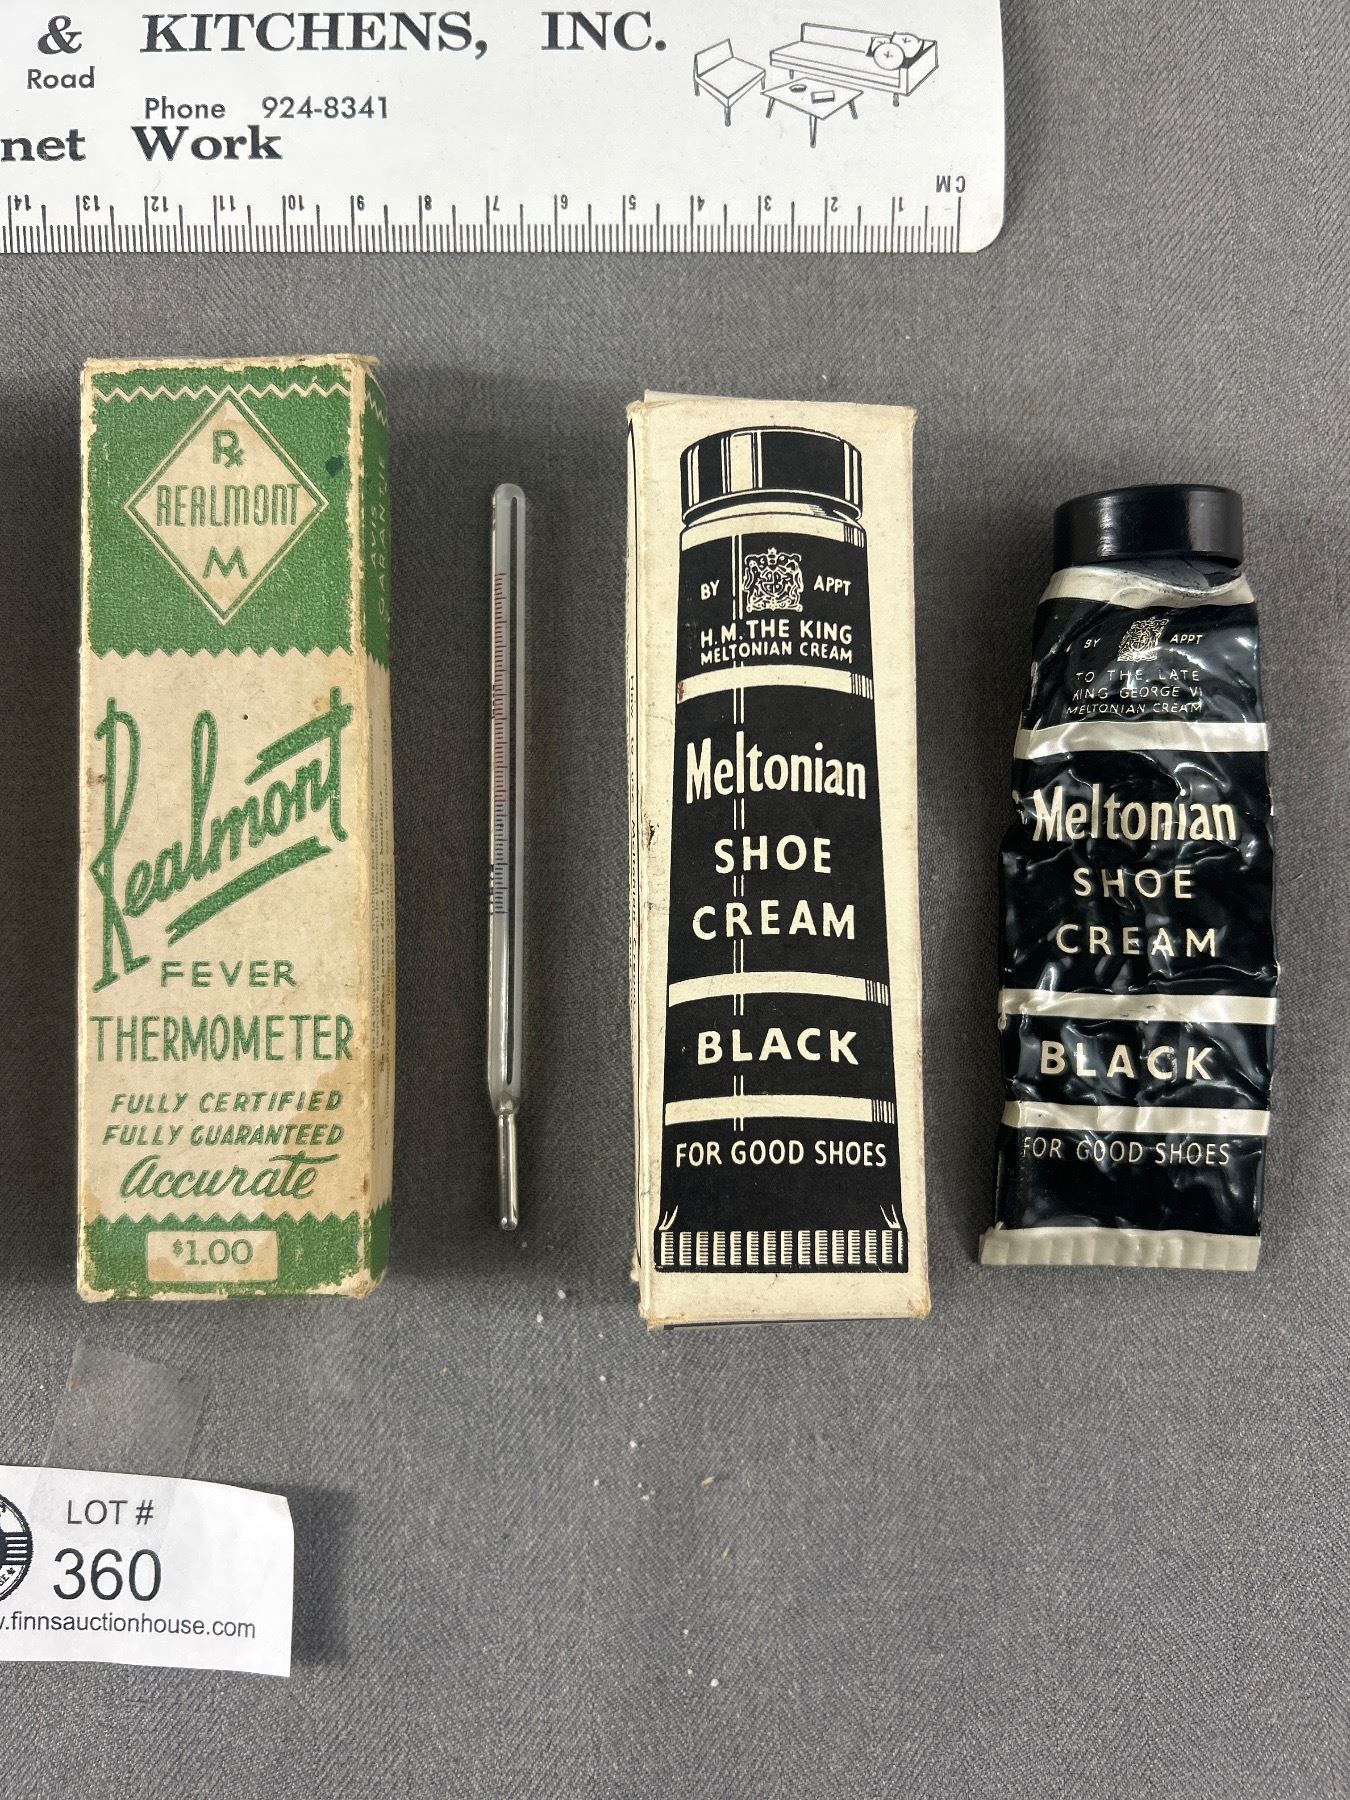 & KITCHENS, INC.
Road
Phone 924-8341
net Work
CM
14 13 12 11 10 9 8 7 6 5 4 3 2 1
Rx
REALMONT
M
Realmont
FEVER
THERMOMETER
FULLY CERTIFIED
FULLY GUARANTEED
Accurate
$1.00
BY APPT
H.M. THE KING
MELTONIAN CREAM
Meltonian
SHOE
CREAM
BLACK
FOR GOOD SHOES
BY APPT
TO THE LATE
KING GEORGE VI
MELTONIAN CREAM
Meltonian
SHOE
CREAM
BLACK
FOR GOOD SHOES
LOT #
360
.finnsauctionhouse.com